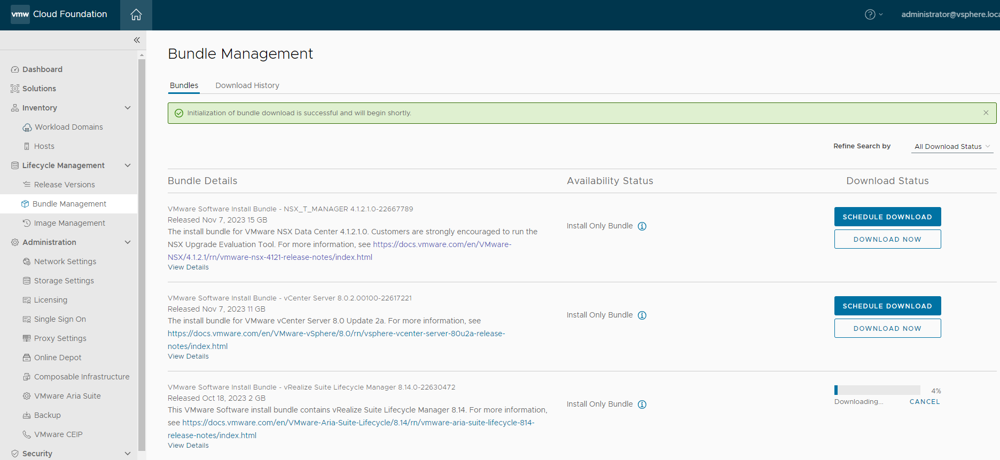 vmw Cloud Foundation
administrator@vsphere.loca
Dashboard
Solutions
Inventory
Workload Domains
Hosts
Lifecycle Management
Release Versions
Bundle Management
Image Management
Administration
Network Settings
Storage Settings
Licensing
Single Sign On
Proxy Settings
Online Depot
Composable Infrastructure
VMware Aria Suite
Backup
VMware CEIP
Security
Bundle Management
Bundles Download History
Initialization of bundle download is successful and will begin shortly.
Refine Search by All Download Status
Bundle Details Availability Status Download Status
VMware Software Install Bundle - NSX_T_MANAGER 4.1.2.1.0-22667789
Released Nov 7, 2023 15 GB
The install bundle for VMware NSX Data Center 4.1.2.1.0. Customers are strongly encouraged to run the
NSX Upgrade Evaluation Tool. For more information, see https://docs.vmware.com/en/VMware-
NSX/4.1.2.1/rn/vmware-nsx-4121-release-notes/index.html
View Details
Install Only Bundle
SCHEDULE DOWNLOAD
DOWNLOAD NOW
VMware Software Install Bundle - vCenter Server 8.0.2.00100-22617221
Released Nov 7, 2023 11 GB
The install bundle for VMware vCenter Server 8.0 Update 2a. For more information, see
https://docs.vmware.com/en/VMware-vSphere/8.0/rn/vsphere-vcenter-server-80u2a-release-
notes/index.html
View Details
Install Only Bundle
SCHEDULE DOWNLOAD
DOWNLOAD NOW
VMware Software Install Bundle - vRealize Suite Lifecycle Manager 8.14.0-22630472
Released Oct 18, 2023 2 GB
This VMware Software install bundle contains vRealize Suite Lifecycle Manager 8.14. For more information,
see https://docs.vmware.com/en/VMware-Aria-Suite-Lifecycle/8.14/rn/vmware-aria-suite-lifecycle-814-
release-notes/index.html
View Details
Install Only Bundle
4%
Downloading... CANCEL